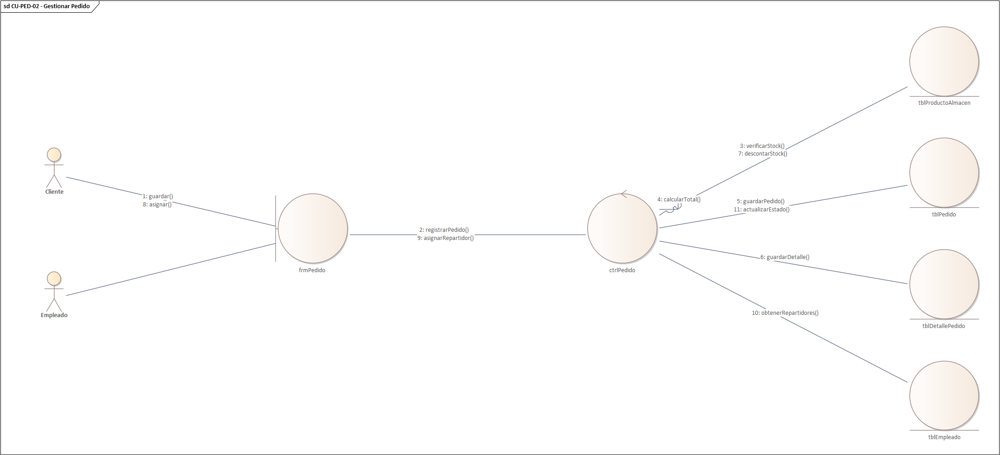 sd CU-PED-02 - Gestionar Pedido
tblProductoAlmacen
3: verificarStock()
7: descontarStock()
Cliente
1: guardar()
8: asignar()
4: calcularTotal()
5: guardarPedido()
11: actualizarEstado()
tblPedido
2: registrarPedido()
9: asignarRepartidor()
6: guardarDetalle()
frmPedido
ctrlPedido
Empleado
10: obtenerRepartidores()
tblDetallePedido
tblEmpleado